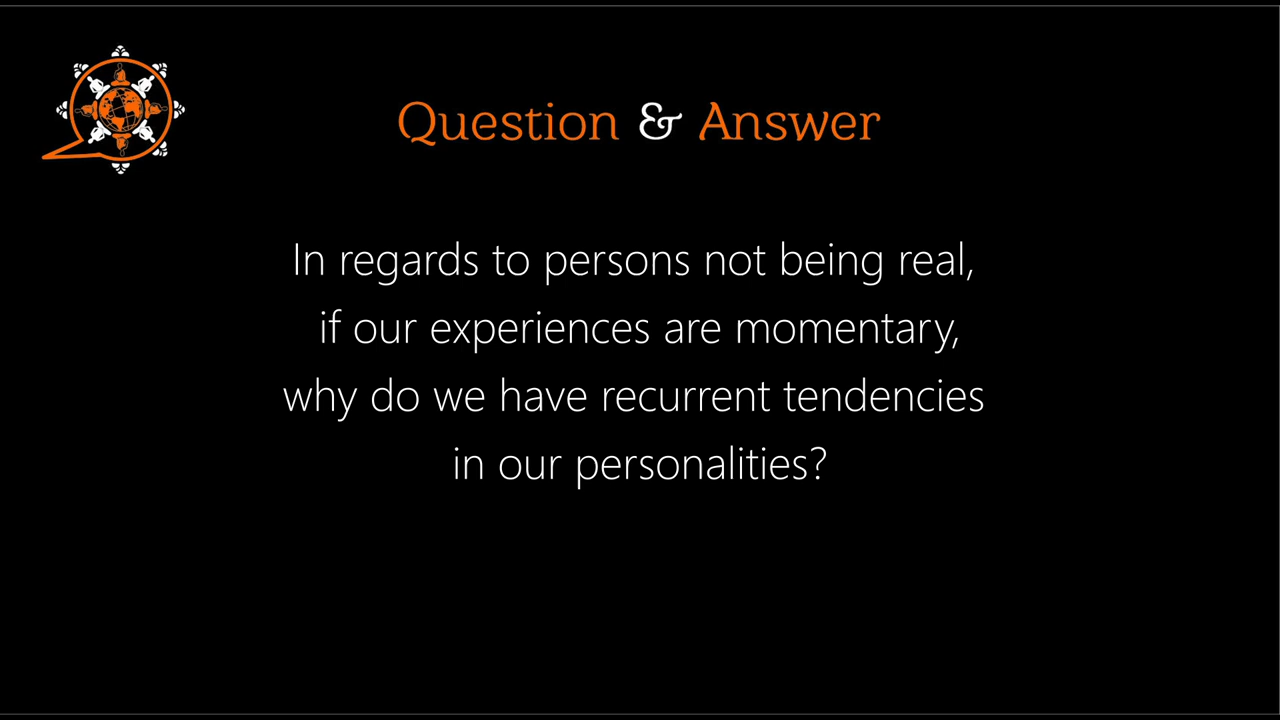 Question & Answer
In regards to persons not being real,
if our experiences are momentary,
why do we have recurrent tendencies
in our personalities?